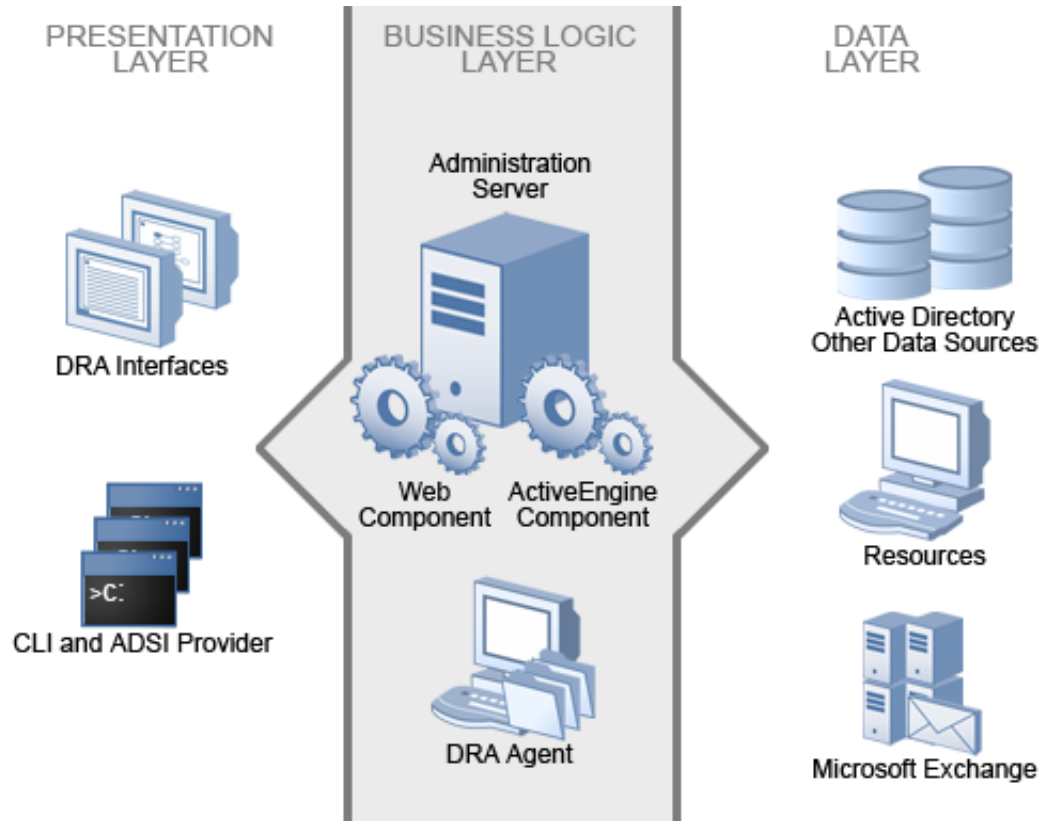 PRESENTATION
LAYER
BUSINESS LOGIC
LAYER
DATA
LAYER
DRA Interfaces
>C:
CLI and ADSI Provider
Administration
Server
Web
Component
ActiveEngine
Component
DRA Agent
Active Directory
Other Data Sources
Resources
Microsoft Exchange